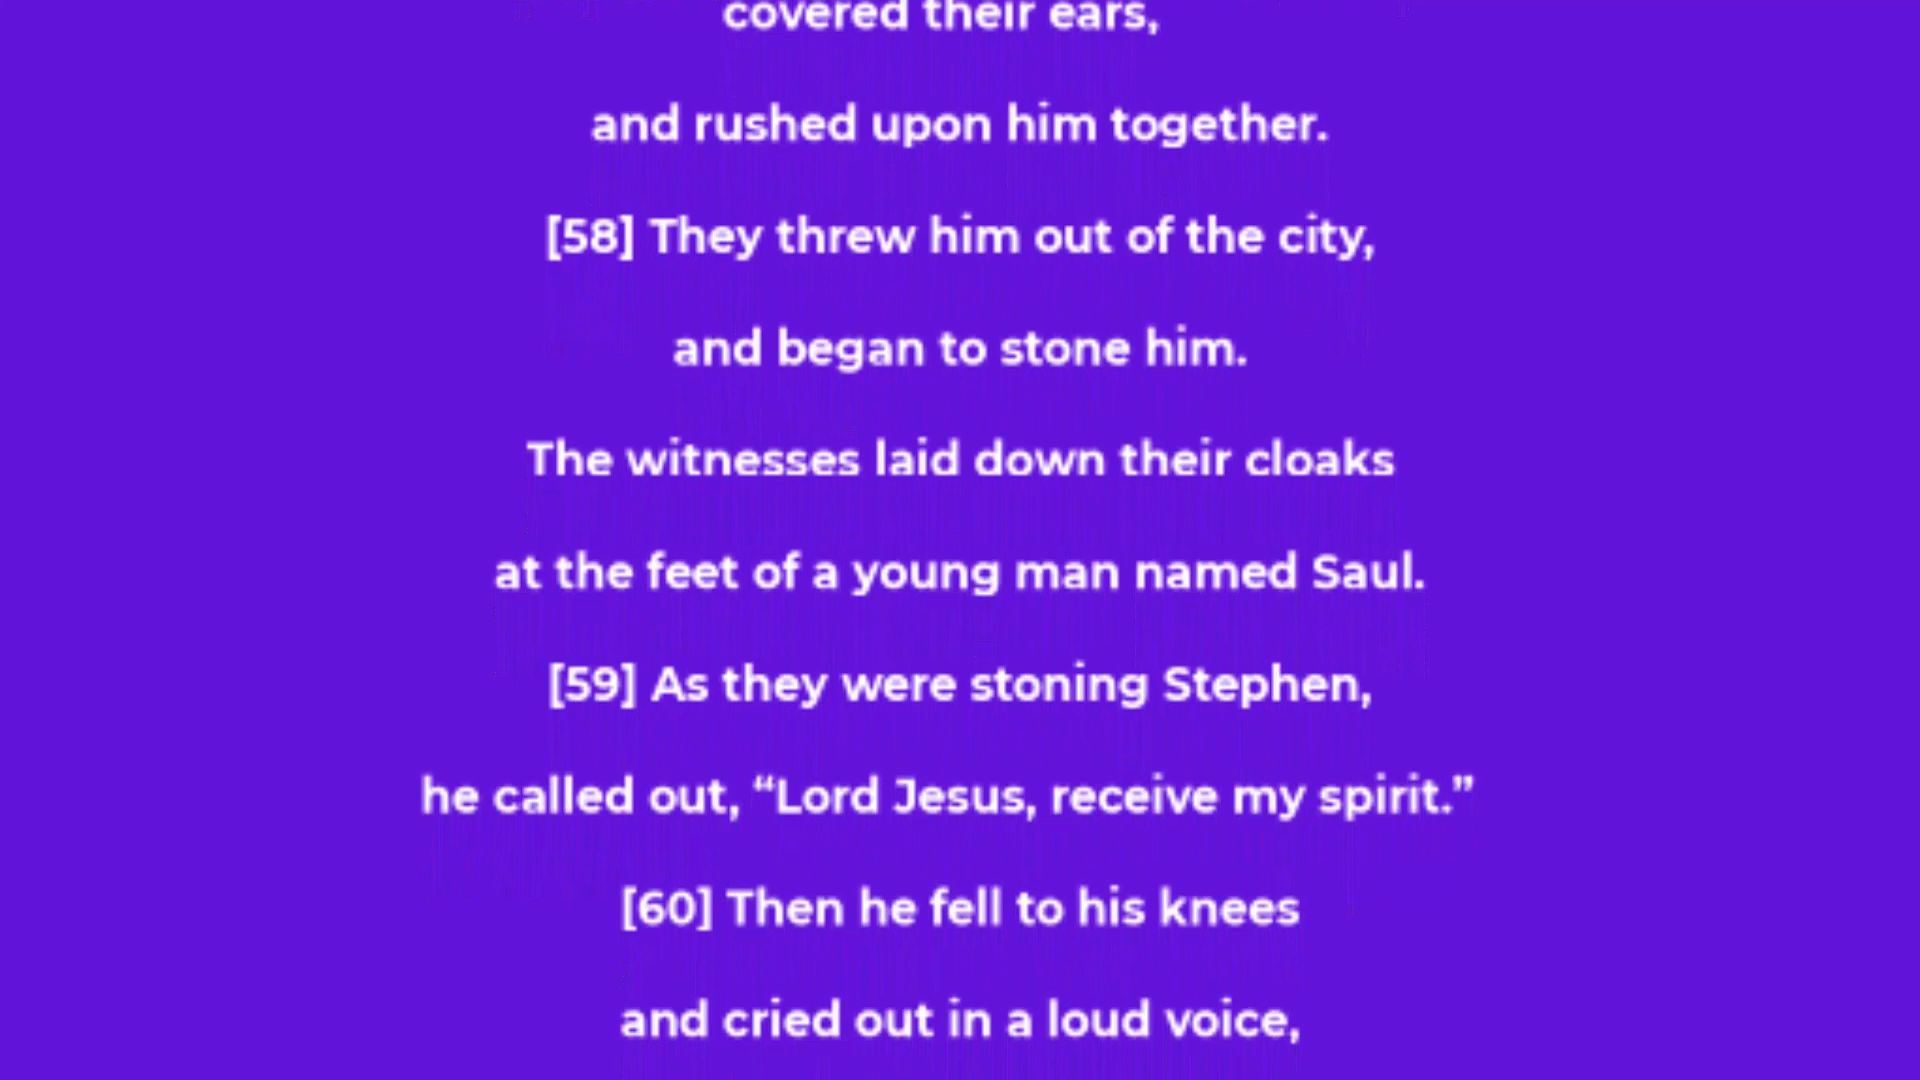 covered their ears,
and rushed upon him together.
[58] They threw him out of the city,
and began to stone him.
The witnesses laid down their cloaks
at the feet of a young man named Saul.
[59] As they were stoning Stephen,
he called out, “Lord Jesus, receive my spirit.”
[60] Then he fell to his knees
and cried out in a loud voice,